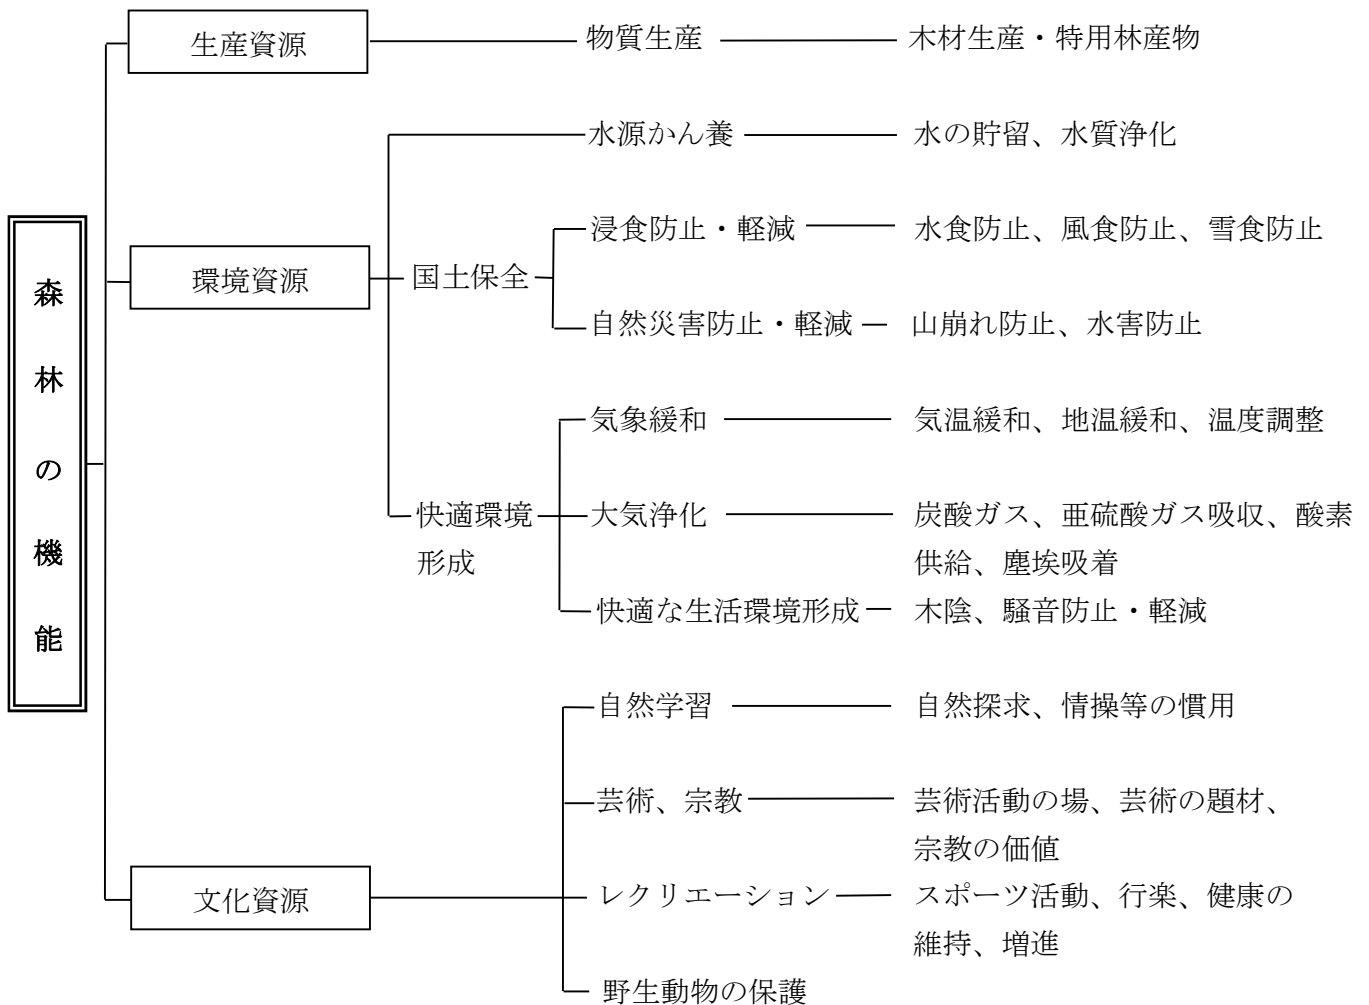 森林の機能
生産資源
物質生産
木材生産・特用林産物
環境資源
水源かん養
水の貯留、水質浄化
国土保全
浸食防止・軽減
水食防止、風食防止、雪食防止
自然災害防止・軽減
山崩れ防止、水害防止
快適環境
形成
気象緩和
気温緩和、地温緩和、温度調整
大気浄化
炭酸ガス、亜硫酸ガス吸収、酸素
供給、塵埃吸着
快適な生活環境形成
木陰、騒音防止・軽減
文化資源
自然学習
自然探求、情操等の慣用
芸術、宗教
芸術活動の場、芸術の題材、
宗教の価値
レクリエーション
スポーツ活動、行楽、健康の
維持、増進
野生動物の保護